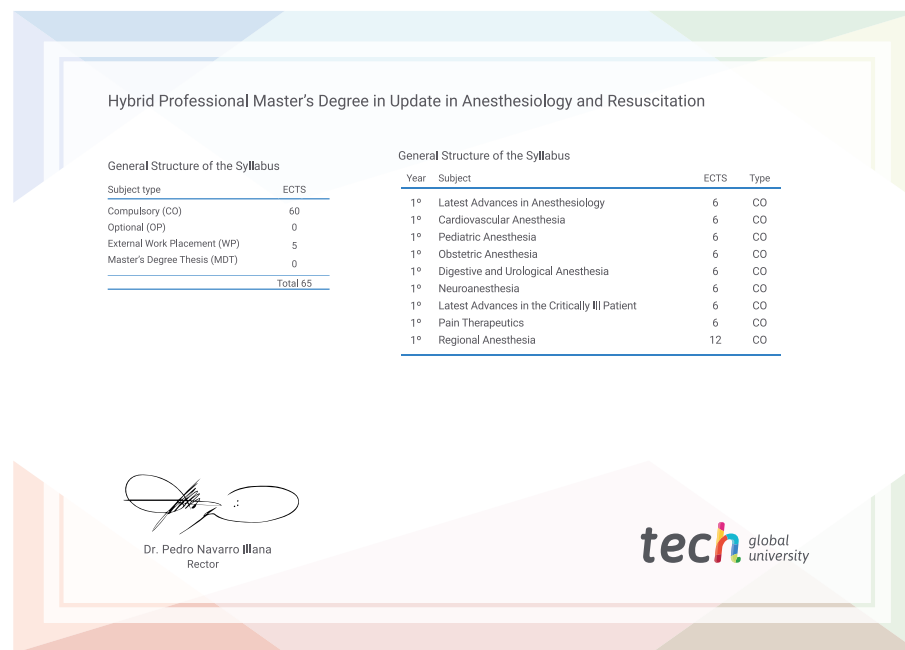 Hybrid Professional Master's Degree in Update in Anesthesiology and Resuscitation
General Structure of the Syllabus
Subject type ECTS
Compulsory (CO) 60
Optional (OP) 0
External Work Placement (WP) 5
Master's Degree Thesis (MDT) 0
Total 65
General Structure of the Syllabus
Year Subject ECTS Type
1º Latest Advances in Anesthesiology 6 CO
1º Cardiovascular Anesthesia 6 CO
1º Pediatric Anesthesia 6 CO
1º Obstetric Anesthesia 6 CO
1º Digestive and Urological Anesthesia 6 CO
1º Neuroanesthesia 6 CO
1º Latest Advances in the Critically Ill Patient 6 CO
1º Pain Therapeutics 6 CO
1º Regional Anesthesia 12 CO
Dr. Pedro Navarro Illana
Rector
tech global
university